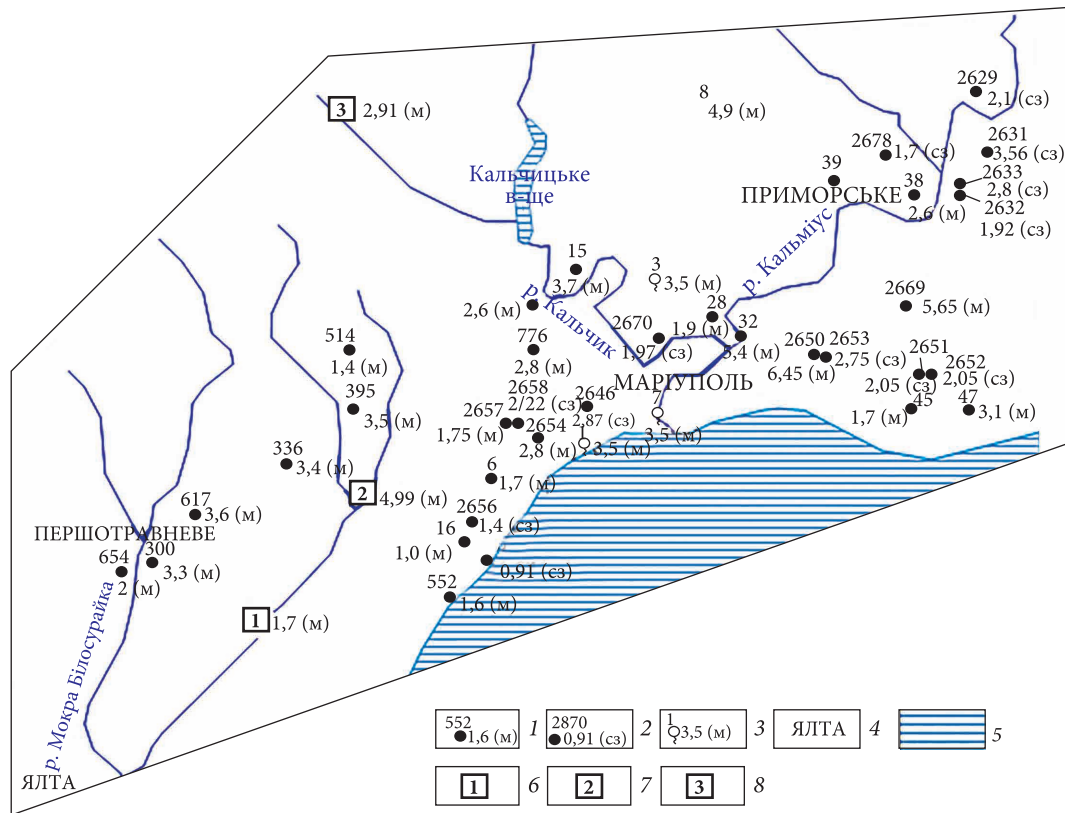 2629
2,1 (сз)
8
4,9 (м)
3
2,91 (м)
2631
3,56 (сз)
2678
1,7 (сз)
39
2633
2,8 (сз)
Кальчицьке
в-ще
ПРИМОРСЬКЕ
38
2,6 (м)
2632
1,92 (сз)
р. Кальміус
15
3,7 (м)
3
3,5 (м)
2669
5,65 (м)
2,6 (м)
р. Кальчик
28
1,9 (м)
2670
1,97 (сз)
32
5,4 (м)
514
1,4 (м)
776
2,8 (м)
2650
6,45 (м)
2653
2,75 (сз)
2651
2,05 (сз)
2652
2,05 (сз)
МАРІУПОЛЬ
395
3,5 (м)
2658
2/22 (сз)
2646
2,87 (сз)
7
3,5 (м)
45
1,7 (м)
47
3,1 (м)
2657
1,75 (м)
2654
2,8 (м)
1
3,5 (м)
336
3,4 (м)
6
1,7 (м)
2
4,99 (м)
617
3,6 (м)
2656
1,4 (сз)
ПЕРШОТРАВНЕВЕ
16
1,0 (м)
654
2 (м)
300
3,3 (м)
0,91 (сз)
552
1,6 (м)
1
1,7 (м)
р. Мокра Білосурайка
ЯЛТА
552
1,6 (м)
1
2870
0,91 (сз)
2
1
3,5 (м)
3
ЯЛТА
4
5
1
6
2
7
3
8